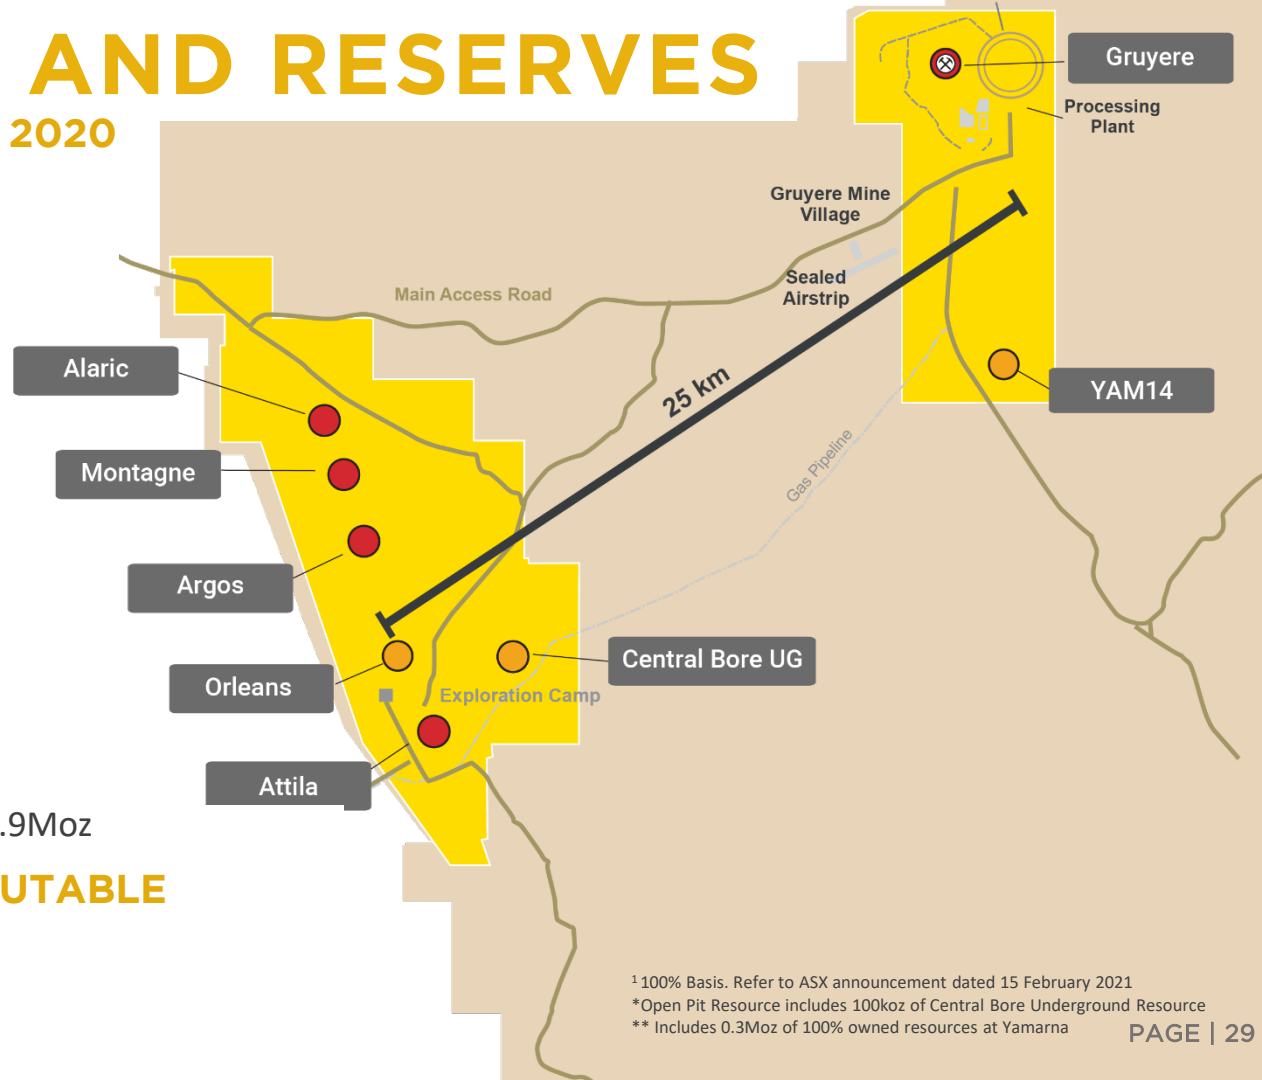 AND RESERVES
2020
Gruyere
Processing
Plant
Gruyere Mine
Village
Sealed
Airstrip
Main Access Road
Alaric
25 km
YAM14
Montagne
Gas Pipeline
Argos
Central Bore UG
Orleans
Exploration Camp
Attila
.9Moz
UTABLE
¹ 100% Basis. Refer to ASX announcement dated 15 February 2021
*Open Pit Resource includes 100koz of Central Bore Underground Resource
** Includes 0.3Moz of 100% owned resources at Yamarna
PAGE | 29